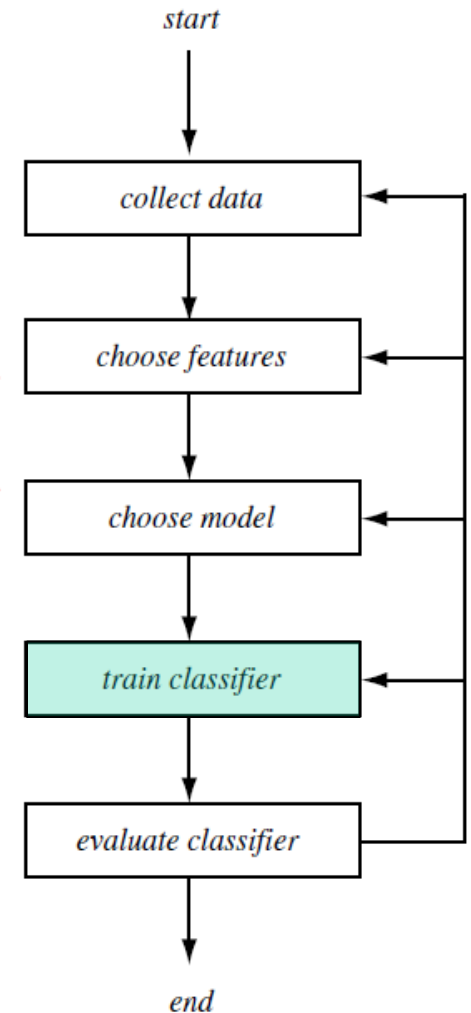 start
collect data
choose features
choose model
train classifier
evaluate classifier
end